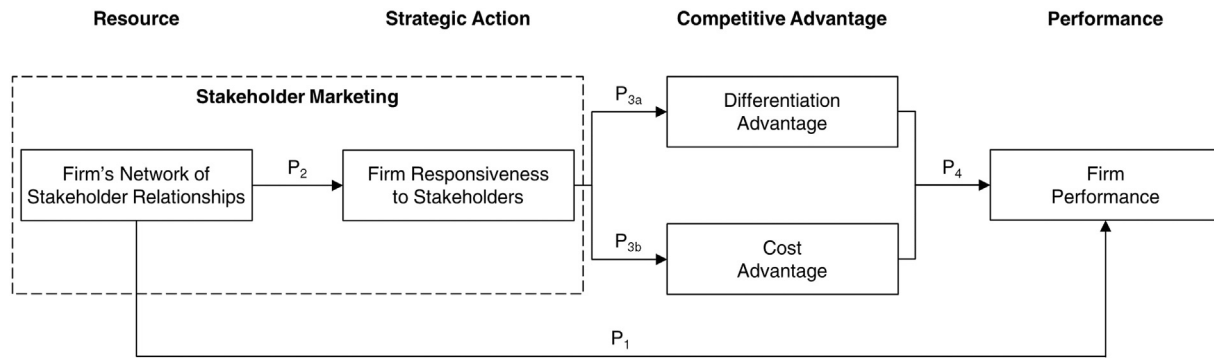 Resource
Strategic Action
Competitive Advantage
Performance
Stakeholder Marketing
Firm's Network of
Stakeholder Relationships
P2
Firm Responsiveness
to Stakeholders
P3a
Differentiation
Advantage
P3b
Cost
Advantage
P4
Firm
Performance
P1